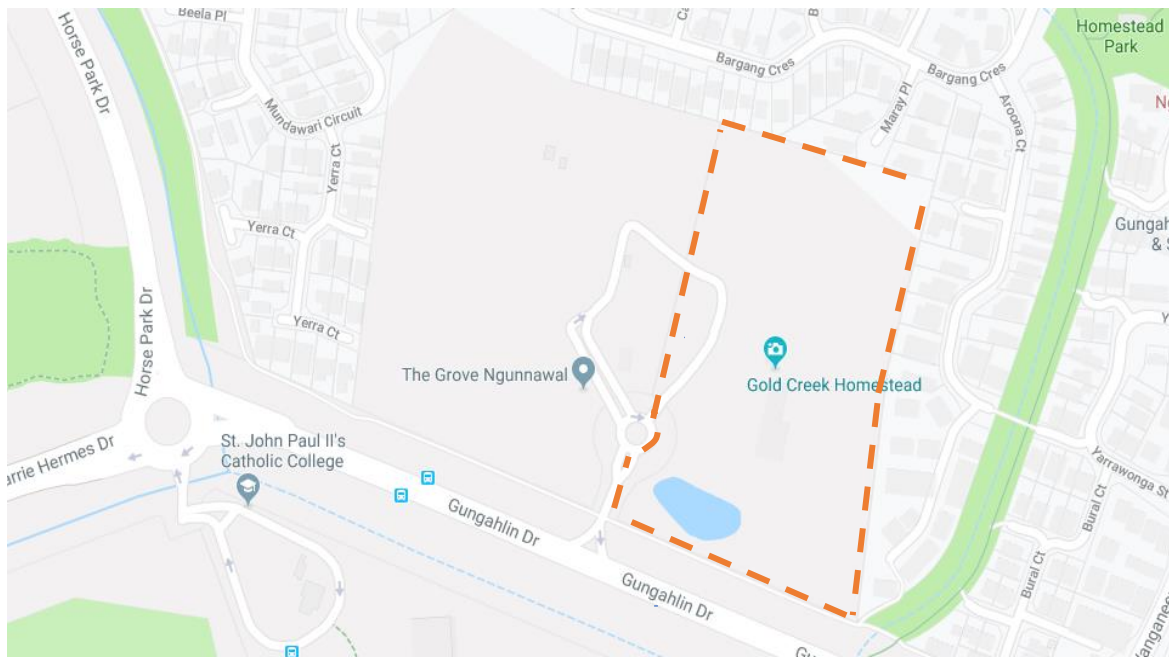 Beela Pl
Homestead
Park
Horse Park Dr
Bargang Cres
Bargang Cres
Maray Pl
Aroona Ct
Mundawari Circuit
Yerra Ct
Yerra Ct
Yerra Ct
Horse Park Dr
The Grove Ngunnawal
Gold Creek Homestead
St. John Paul II's
Catholic College
Gungahlin Dr
Gungahlin Dr
Yarrawonga St
Bural Ct
Bural Ct